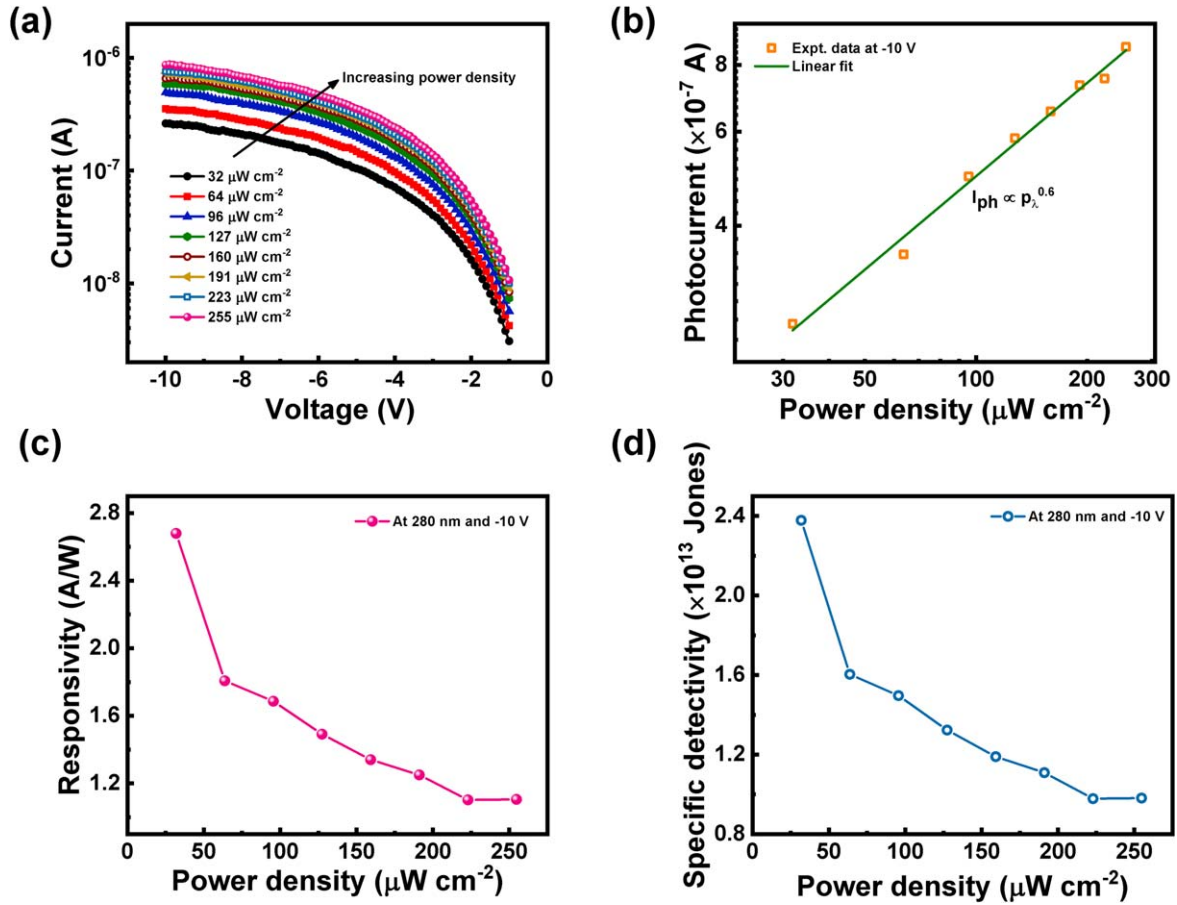 (a)
Current (A)
10⁻⁶
10⁻⁷
10⁻⁸
Increasing power density
32 μW cm⁻²
64 μW cm⁻²
96 μW cm⁻²
127 μW cm⁻²
160 μW cm⁻²
191 μW cm⁻²
223 μW cm⁻²
255 μW cm⁻²
-10 -8 -6 -4 -2 0
Voltage (V)
(b)
Photocurrent (×10⁻⁷ A)
8
6
4
Expt. data at -10 V
Linear fit
Iₚₕ ∝ p_λ^0.6
30 50 100 200 300
Power density (μW cm⁻²)
(c)
Responsivity (A/W)
2.8
2.4
2.0
1.6
1.2
At 280 nm and -10 V
0 50 100 150 200 250
Power density (μW cm⁻²)
(d)
Specific detectivity (×10¹³ Jones)
2.4
2.0
1.6
1.2
0.8
At 280 nm and -10 V
0 50 100 150 200 250
Power density (μW cm⁻²)